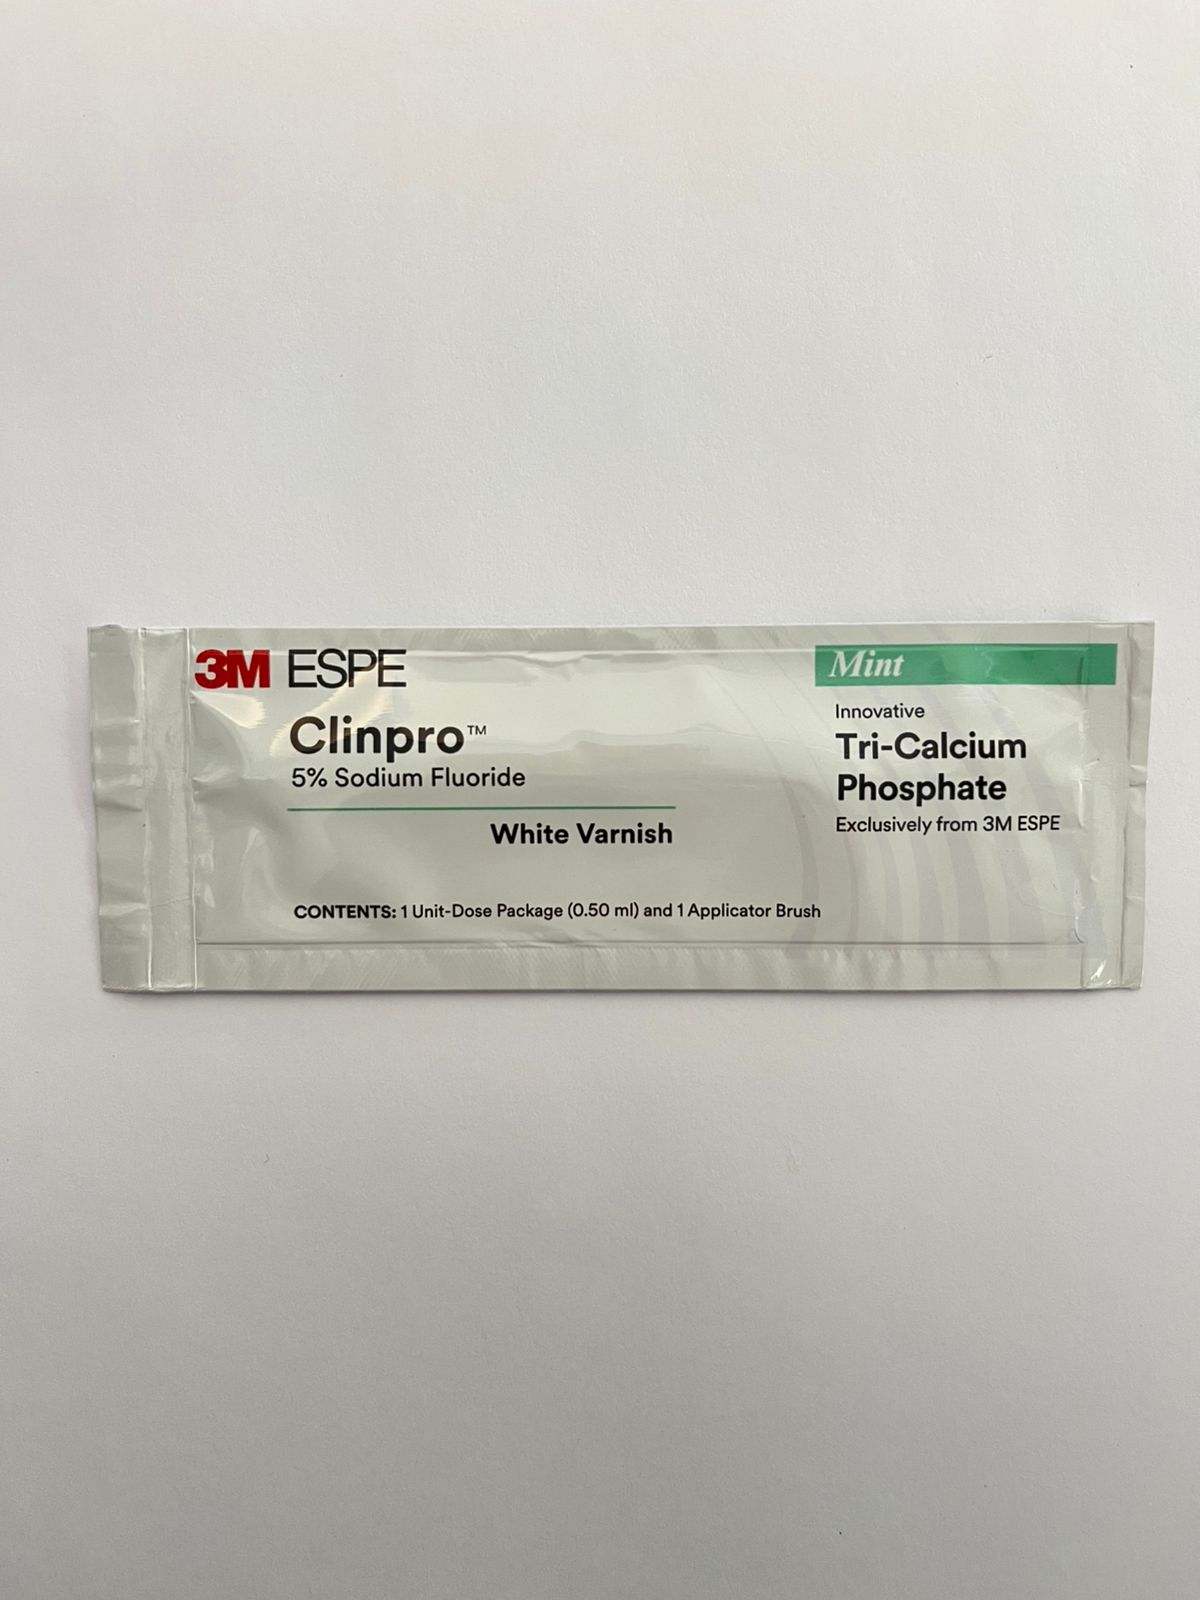 3M ESPE
Clinpro™
5% Sodium Fluoride
White Varnish
CONTENTS: 1 Unit-Dose Package (0.50 ml) and 1 Applicator Brush
Mint
Innovative
Tri-Calcium
Phosphate
Exclusively from 3M ESPE